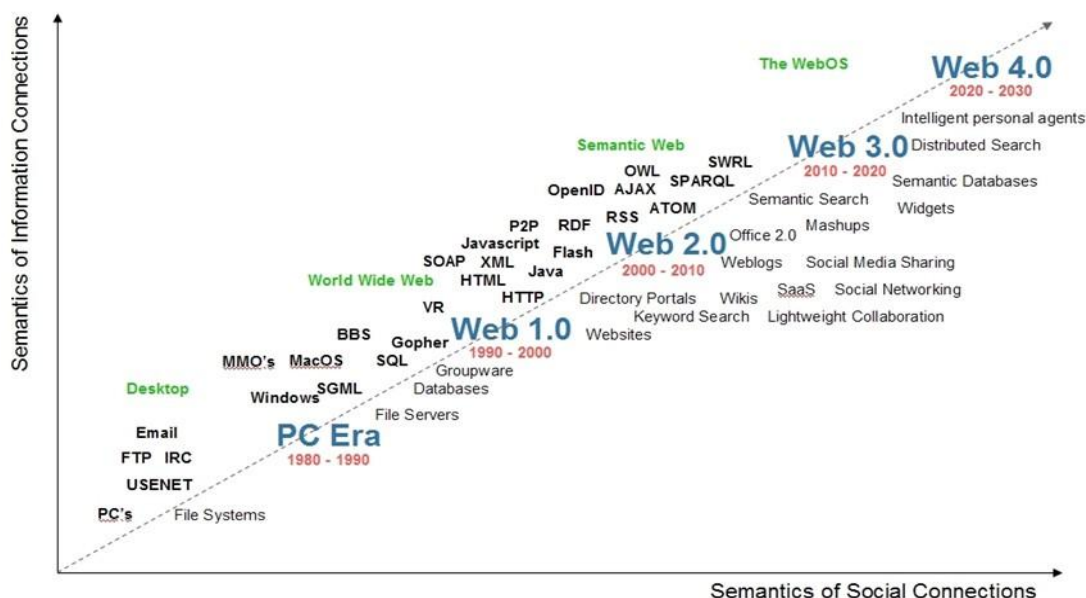 Semantics of Information Connections
The WebOS
Web 4.0
2020 - 2030
Intelligent personal agents
Semantic Web
Web 3.0
Distributed Search
2010 - 2020
SWRL
OWL
SPARQL
Semantic Databases
OpenID
AJAX
Semantic Search
Widgets
ATOM
RSS
P2P
RDF
Mashups
Office 2.0
Javascript
Web 2.0
Flash
SOAP
XML
Weblogs
Social Media Sharing
2000 - 2010
Java
World Wide Web
HTML
SaaS
Social Networking
HTTP
Directory Portals
Wikis
VR
Keyword Search
Lightweight Collaboration
Web 1.0
Websites
BBS
Gopher
1990 - 2000
MMO's
MacOS
SQL
Groupware
Desktop
SGML
Databases
Windows
File Servers
Email
PC Era
1980 - 1990
FTP
IRC
USENET
PC's
File Systems
Semantics of Social Connections